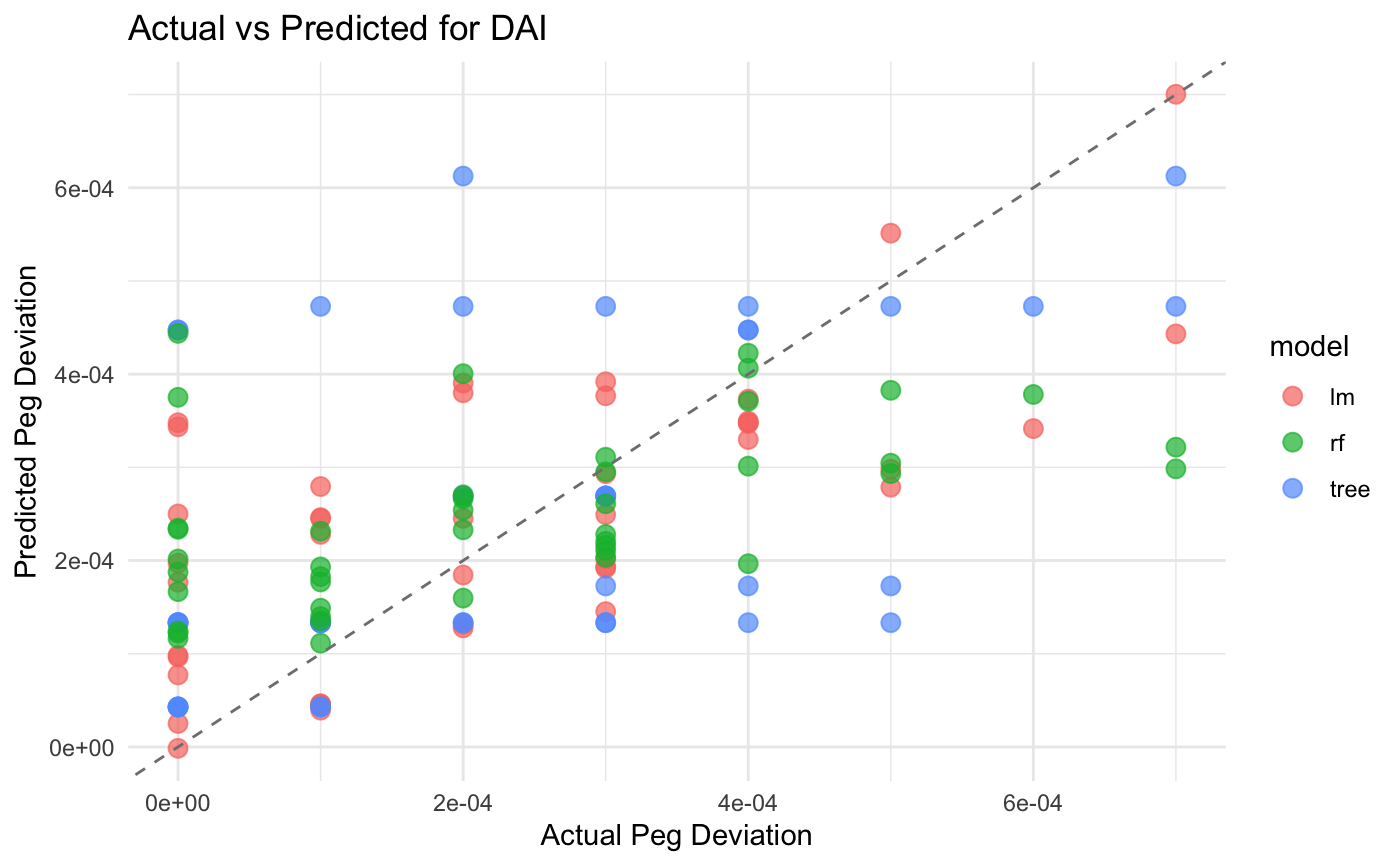 Actual vs Predicted for DAI
Predicted Peg Deviation
6e-04
4e-04
2e-04
0e+00
0e+00
2e-04
4e-04
6e-04
Actual Peg Deviation
model
lm
rf
tree